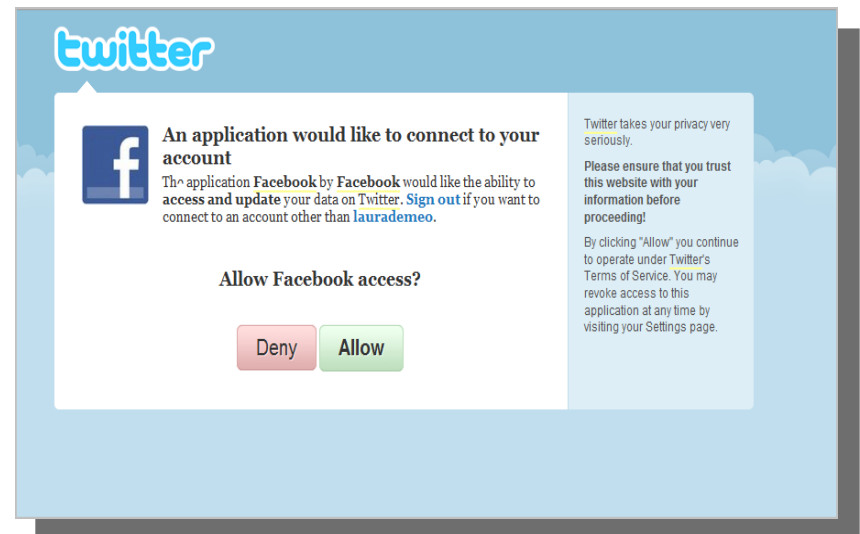 twitter
An application would like to connect to your
account
Th^ application Facebook by Facebook would like the ability to
access and update your data on Twitter. Sign out if you want to
connect to an account other than laurademeo.
Allow Facebook access?
Deny Allow
Twitter takes your privacy very
seriously.
Please ensure that you trust
this website with your
information before
proceeding!
By clicking "Allow" you continue
to operate under Twitter's
Terms of Service. You may
revoke access to this
application at any time by
visiting your Settings page.